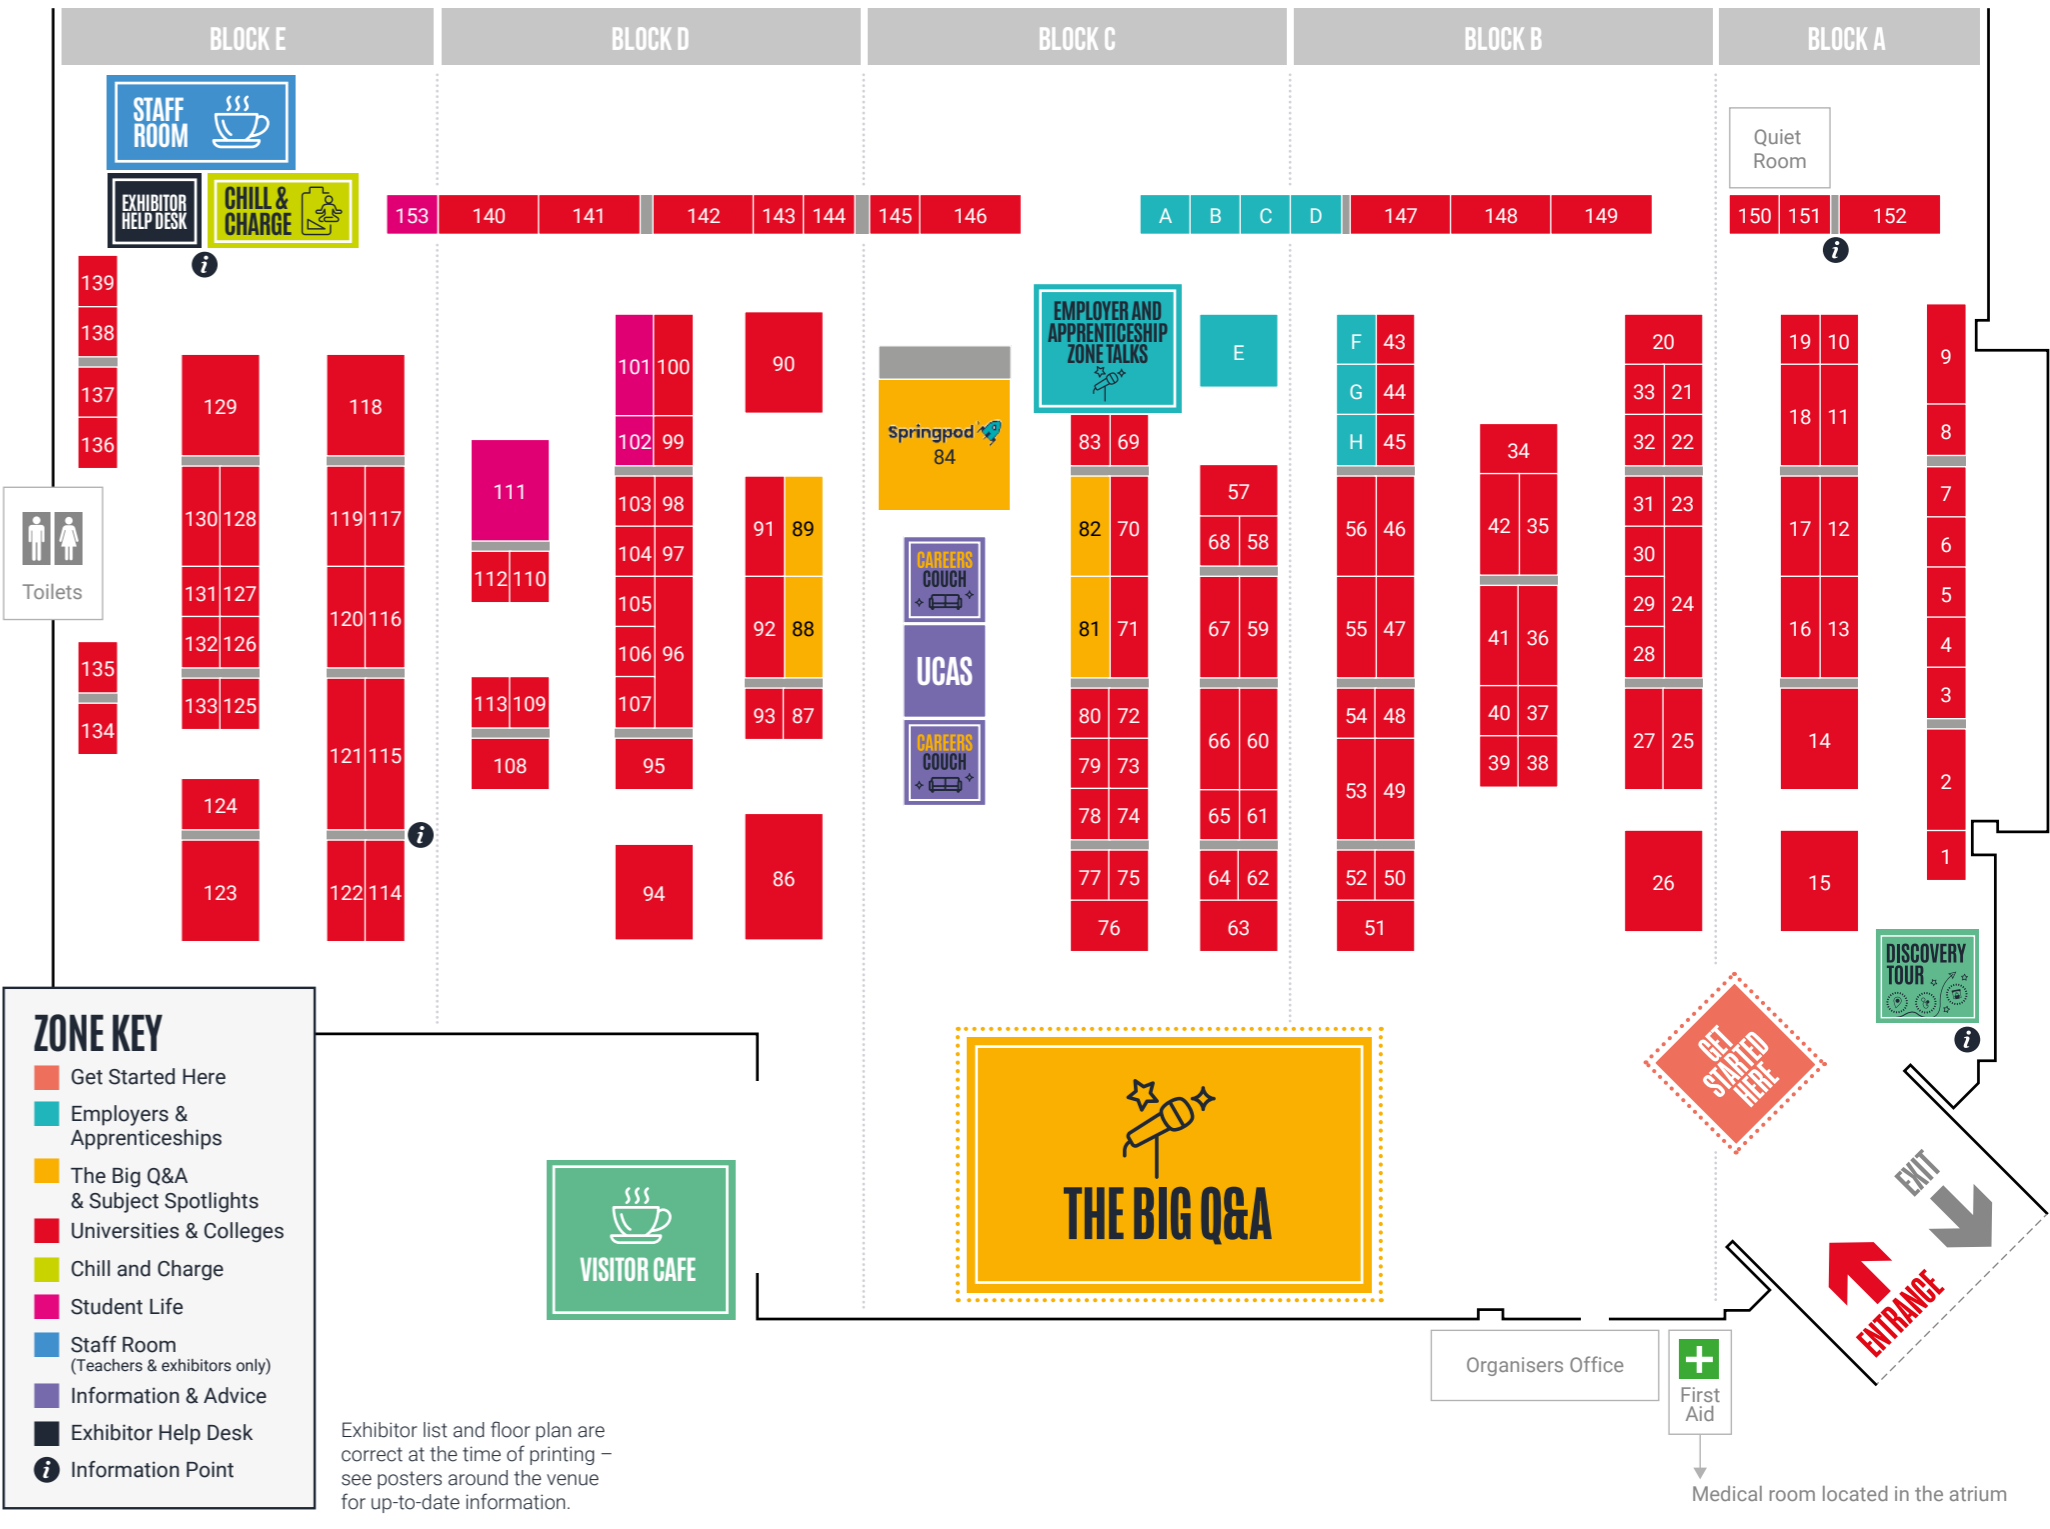 BLOCK E
BLOCK D
BLOCK C
BLOCK B
BLOCK A
STAFF
ROOM
EXHIBITOR
HELP DESK
CHILL &
CHARGE
i
Quiet
Room
153 140 141 142 143 144 145 146
A B C D 147 148 149
150 151 152
i
139
138
137
136
Toilets
135
134
129
130 128
131 127
132 126
133 125
124
123
118
119 117
120 116
121 115
122 114
i
111
112 110
113 109
108
101 100
102 99
103 98
104 97
105
106 96
107
95
94
90
91 89
92 88
93 87
86
Springpod
84
CAREERS
COUCH
UCAS
CAREERS
COUCH
EMPLOYER AND
APPRENTICESHIP
ZONE TALKS
83 69
82 70
81 71
80 72
79 73
78 74
77 75
76
E
57
68 58
67 59
66 60
65 61
64 62
63
F 43
G 44
H 45
56 46
55 47
54 48
53 49
52 50
51
34
42 35
41 36
40 37
39 38
20
33 21
32 22
31 23
30
29 24
28
27 25
26
19 10
18 11
17 12
16 13
14
15
9
8
7
6
5
4
3
2
1
DISCOVERY
TOUR
i
GET
STARTED
HERE
EXIT
ENTRANCE
THE BIG Q&A
VISITOR CAFE
Organisers Office
First
Aid
Medical room located in the atrium
ZONE KEY
Get Started Here
Employers &
Apprenticeships
The Big Q&A
& Subject Spotlights
Universities & Colleges
Chill and Charge
Student Life
Staff Room
(Teachers & exhibitors only)
Information & Advice
Exhibitor Help Desk
i Information Point
Exhibitor list and floor plan are
correct at the time of printing –
see posters around the venue
for up-to-date information.